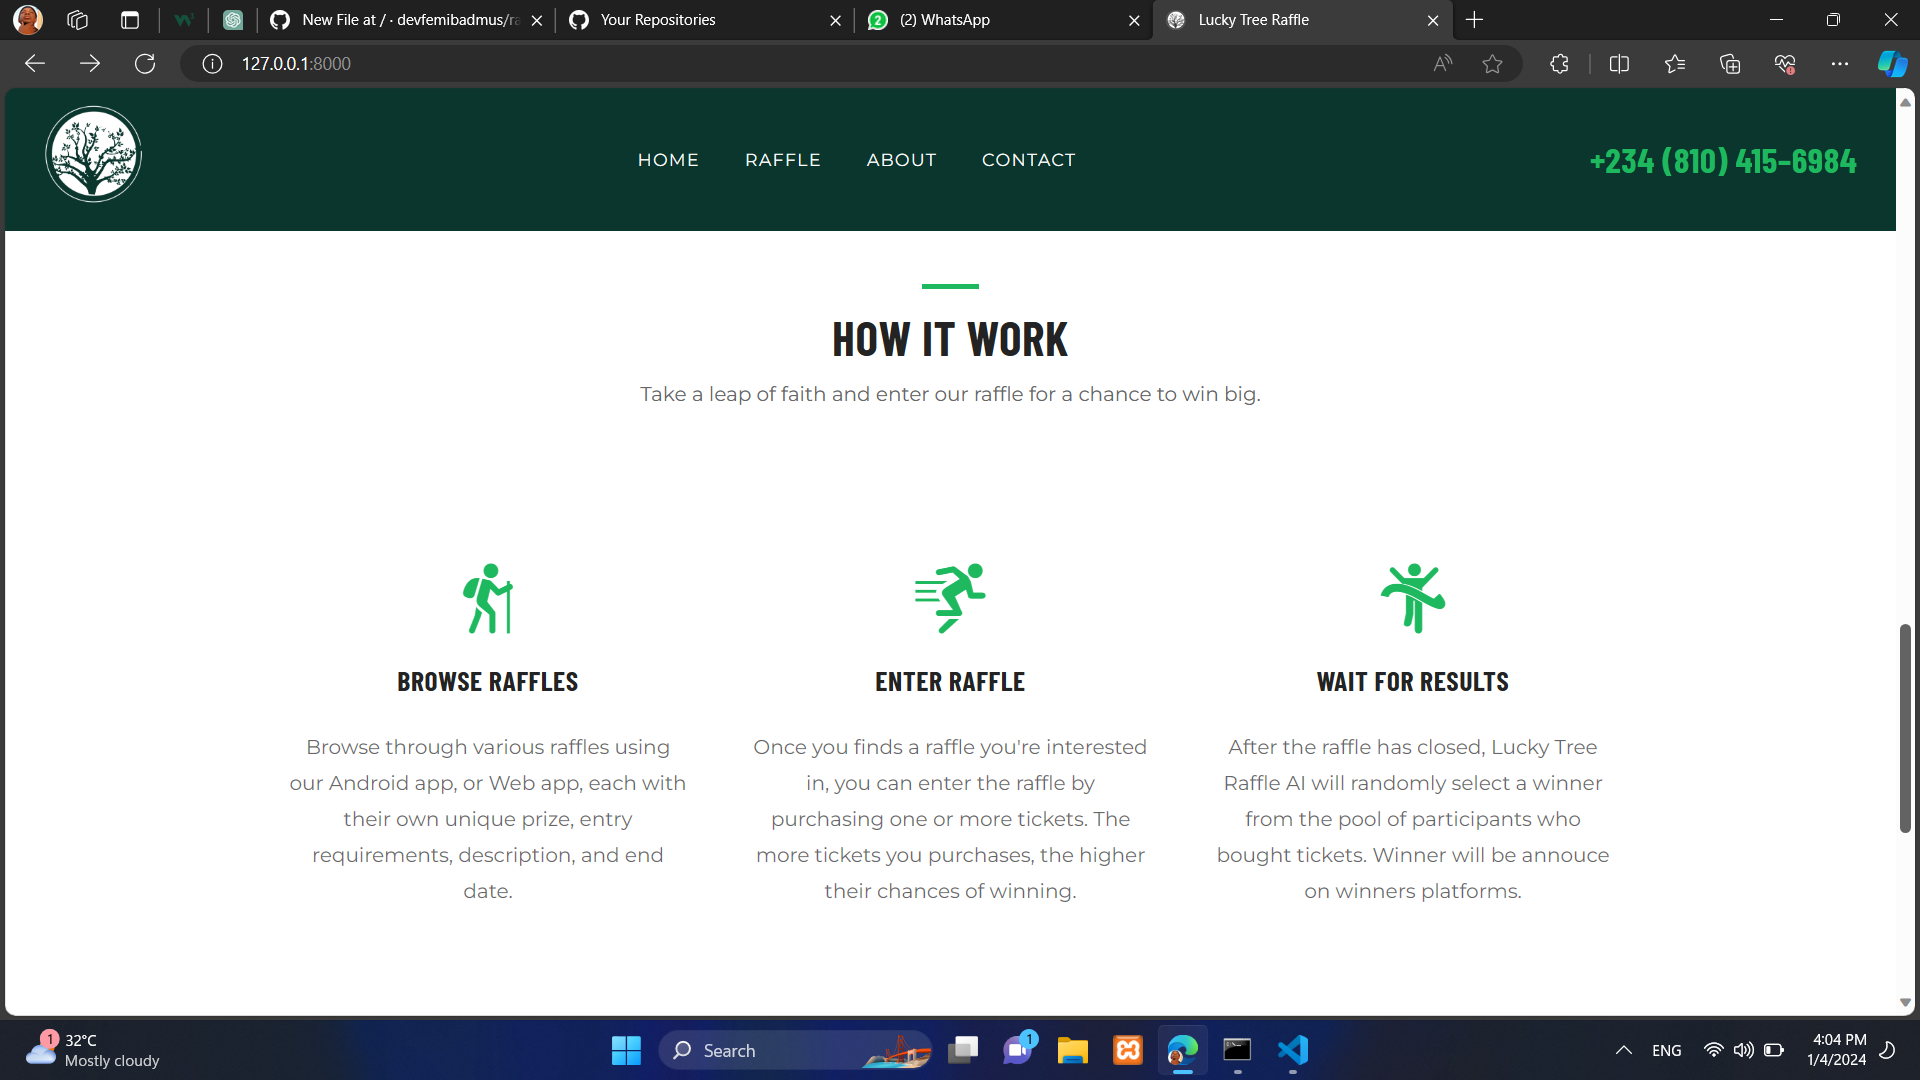 New File at / · devfemibadmus/ra
Your Repositories
2
(2) WhatsApp
Lucky Tree Raffle
127.0.0.1:8000
HOME
RAFFLE
ABOUT
CONTACT
+234 (810) 415-6984
HOW IT WORK
Take a leap of faith and enter our raffle for a chance to win big.
BROWSE RAFFLES
Browse through various raffles using
our Android app, or Web app, each with
their own unique prize, entry
requirements, description, and end
date.
ENTER RAFFLE
Once you finds a raffle you're interested
in, you can enter the raffle by
purchasing one or more tickets. The
more tickets you purchases, the higher
their chances of winning.
WAIT FOR RESULTS
After the raffle has closed, Lucky Tree
Raffle AI will randomly select a winner
from the pool of participants who
bought tickets. Winner will be annouce
on winners platforms.
1
32°C
Mostly cloudy
Search
1
ENG
4:04 PM
1/4/2024